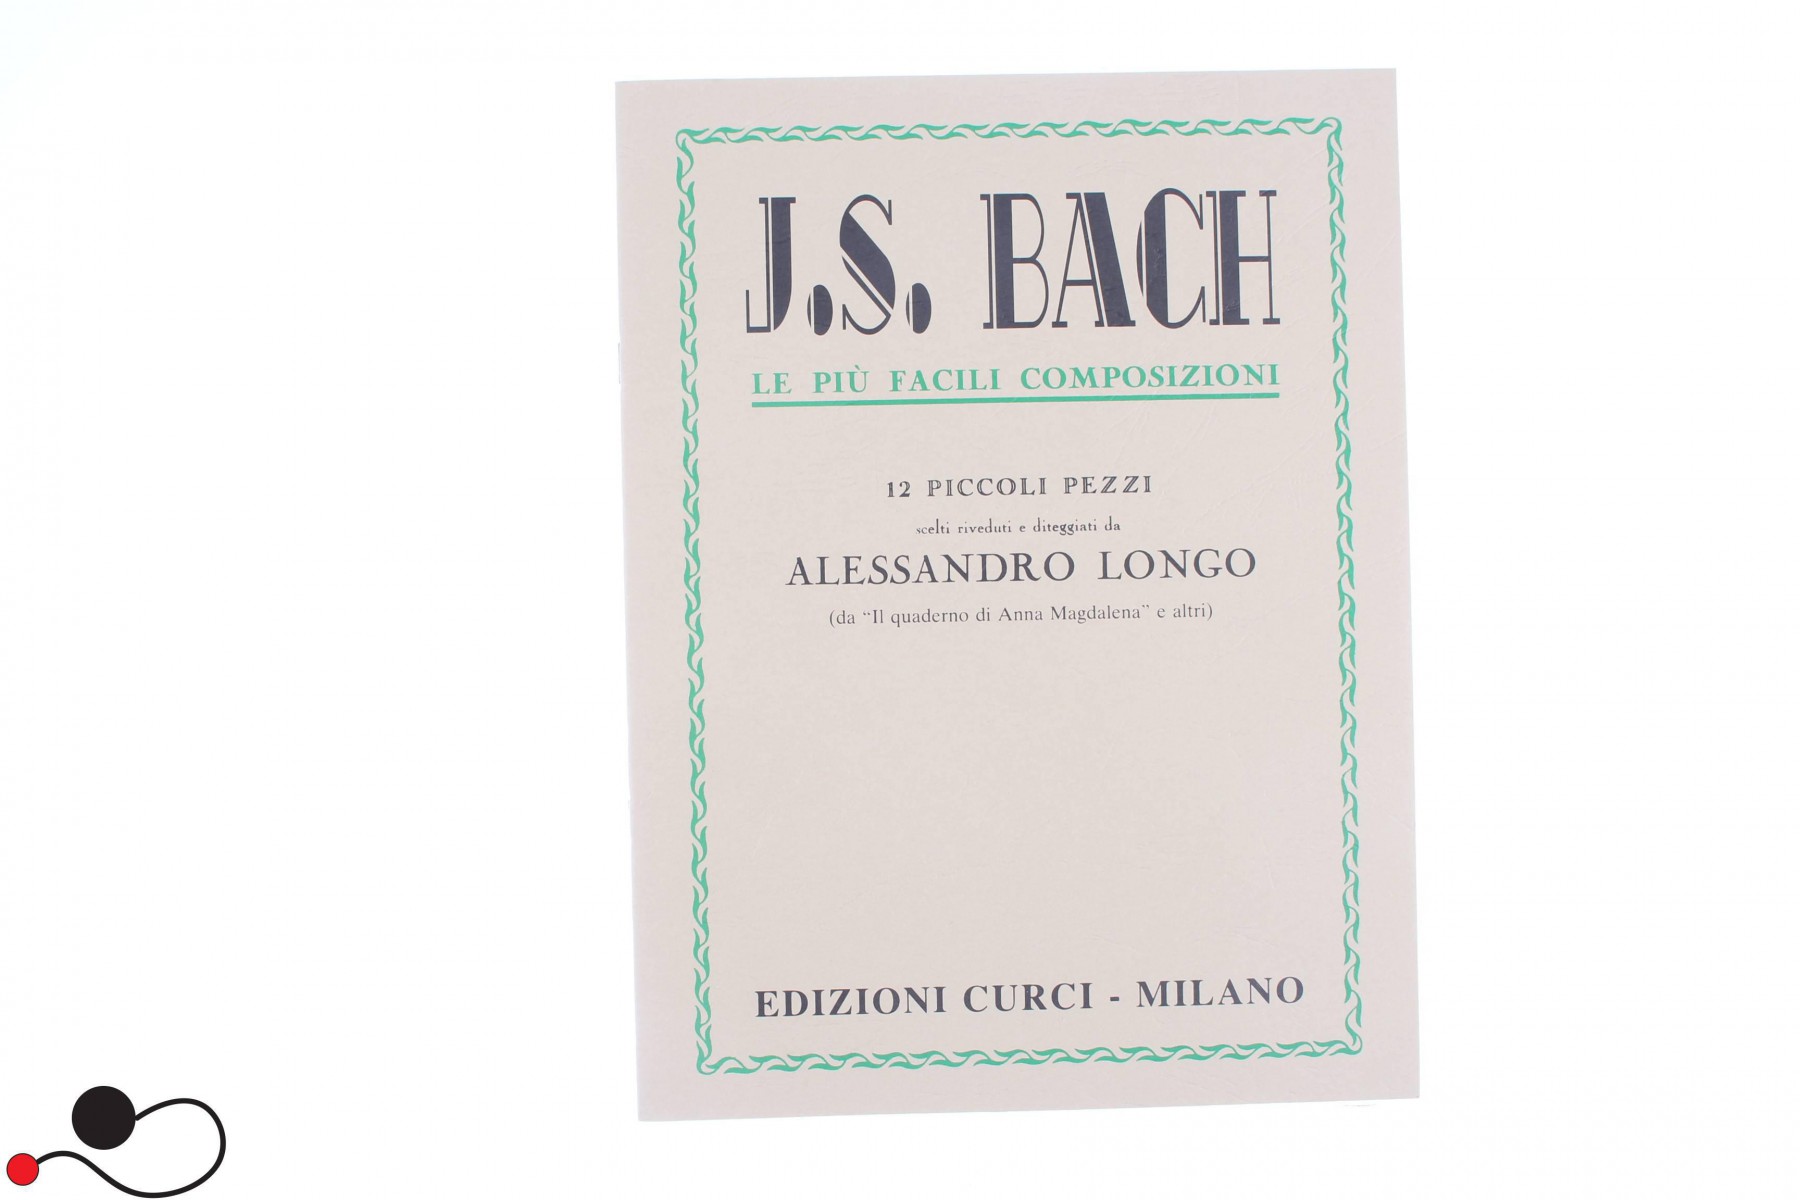 J.S. BACH
LE PIÙ FACILI COMPOSIZIONI
12 PICCOLI PEZZI
scelti riveduti e diteggiati da
ALESSANDRO LONGO
(da “Il quaderno di Anna Magdalena” e altri)
EDIZIONI CURCI - MILANO